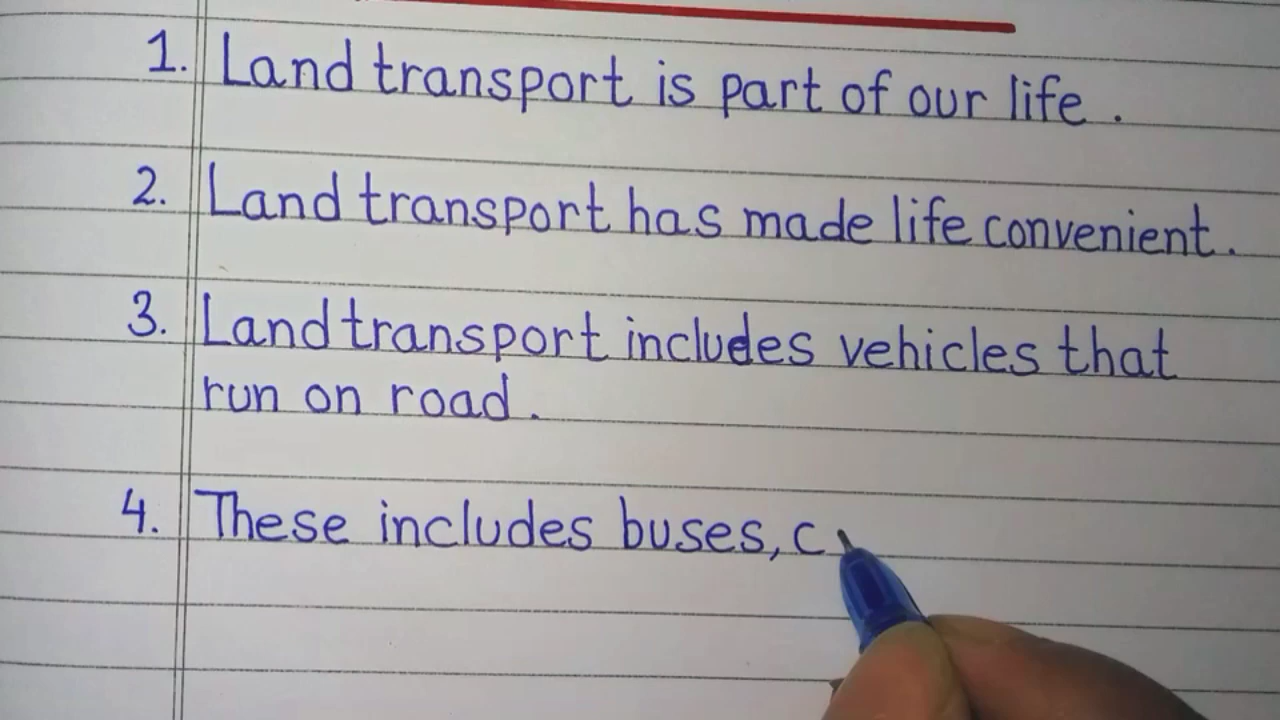 1. Land transport is part of our life.
2. Land transport has made life convenient.
3. Land transport includes vehicles that
run on road.
4. These includes buses, c